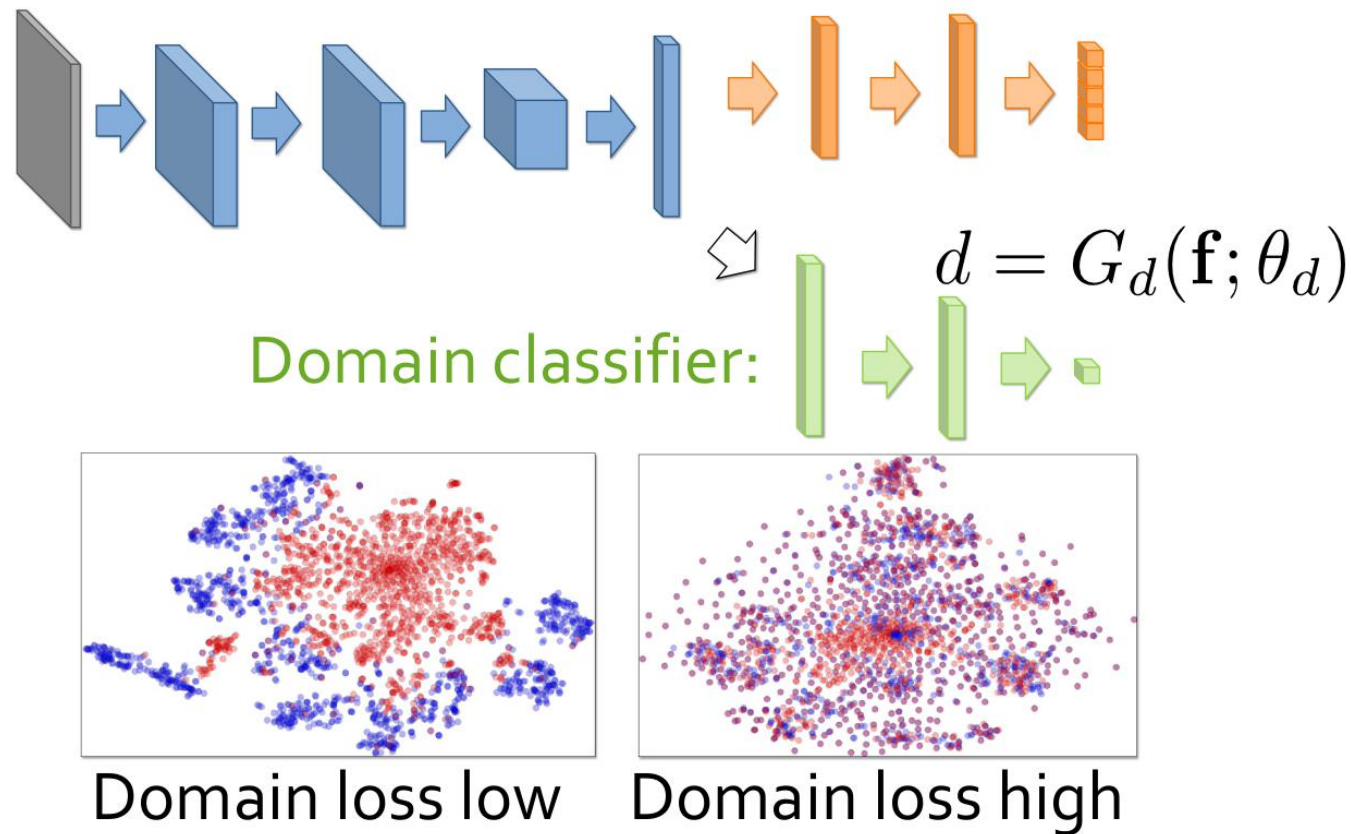 d = G_d(f; θ_d)
Domain classifier:
Domain loss low
Domain loss high